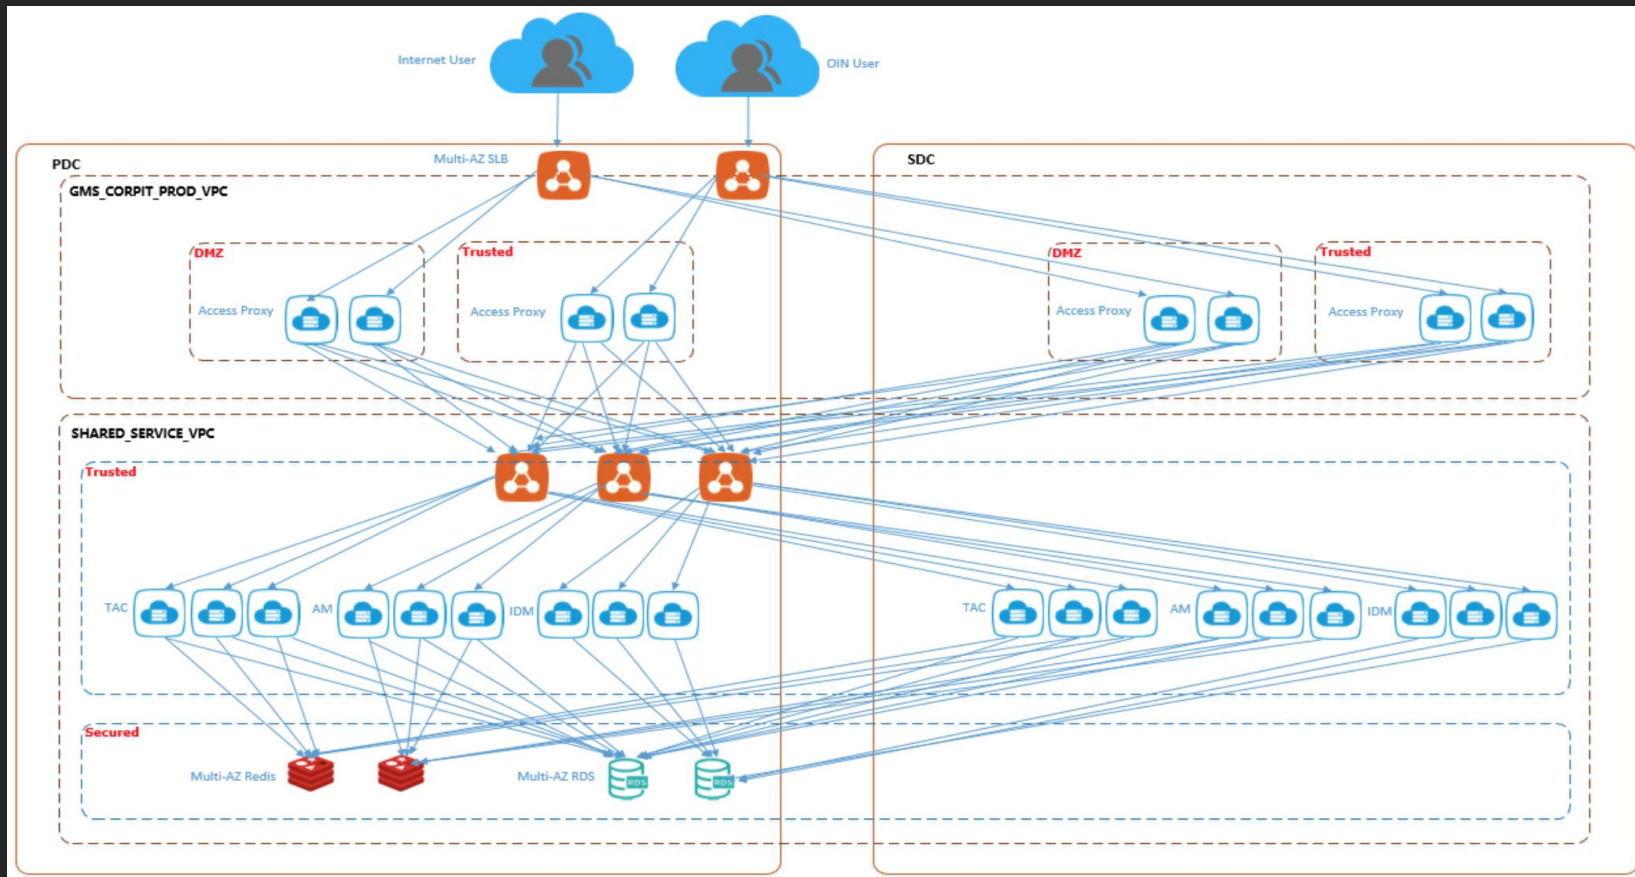 Internet User
OIN User
PDC
Multi-AZ SLB
SDC
GMS_CORPIT_PROD_VPC
DMZ
Trusted
DMZ
Trusted
Access Proxy
Access Proxy
Access Proxy
Access Proxy
SHARED_SERVICE_VPC
Trusted
TAC
AM
IDM
TAC
AM
IDM
Secured
Multi-AZ Redis
Multi-AZ RDS
RDS
RDS